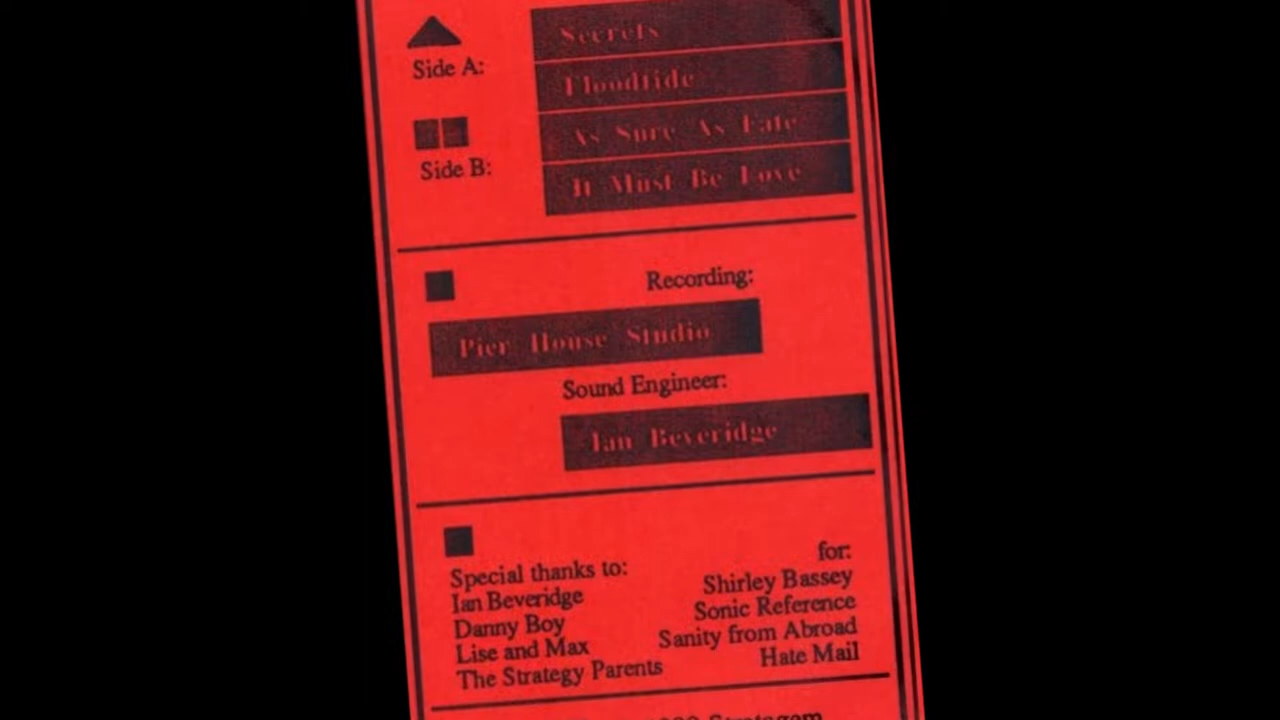 Secrets
Side A:
Floodtide
As Sure As Fate
Side B:
It Must Be Love
Recording:
Pier House Studio
Sound Engineer:
Ian Beveridge
for:
Special thanks to:
Shirley Bassey
Ian Beveridge
Sonic Reference
Danny Boy
Sanity from Abroad
Lise and Max
Hate Mail
The Strategy Parents
Stratagem